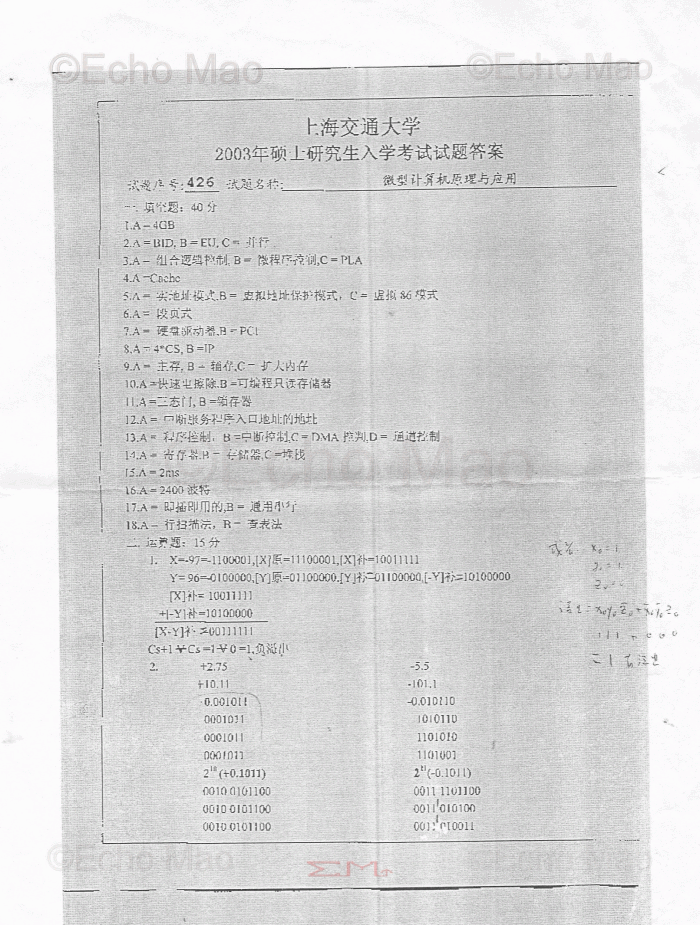 ©Echo Mao ©Echo Mao
上海交通大学
2003年硕士研究生入学考试试题答案
试题序号:426 试题名称: 微型计算机原理与应用
一、填空题：40 分
1.A = 4GB
2.A = BIU, B = EU, C = 并行
3.A = 组合逻辑控制, B = 微程序控制,C = PLA
4.A =Cache
5.A = 实地址模式,B = 虚拟地址保护模式，C = 虚拟 86 模式
6.A = 段页式
7.A = 硬盘驱动器,B = PCI
8.A = 4*CS, B =IP
9.A = 主存, B = 辅存,C = 扩大内存
10.A =快速电擦除,B =可编程只读存储器
11.A =三态门, B =锁存器
12.A = 中断服务程序入口地址的地址
13.A = 程序控制，B =中断控制,C = DMA 控制,D = 通道控制
14.A = 寄存器,B = 存储器,C =堆栈
15.A = 2ms
16.A = 2400 波特
17.A = 即插即用的,B = 通用串行
18.A = 行扫描法，B = 查表法
二. 运算题：15 分
1. X=-97=-1100001,[X]原=11100001,[X]补=10011111
Y= 96=-0100000,[Y]原=01100000,[Y]补=01100000,[-Y]补=10100000
[X]补= 10011111
+[-Y]补=10100000
[X-Y]补 =00111111
Cs+1 ∀ Cs =1∀0 =1,负溢出
2. +2.75 -5.5
+10.11 -101.1
0.001011 -0.010110
0001011 1010110
0001011 1101010
0001011 1101001
2¹⁰ (+0.1011) 2¹¹(-0.1011)
0010 0101100 0011 1101100
0010 0101100 0011 010100
0010 0101100 0011 010011
©Echo Mao